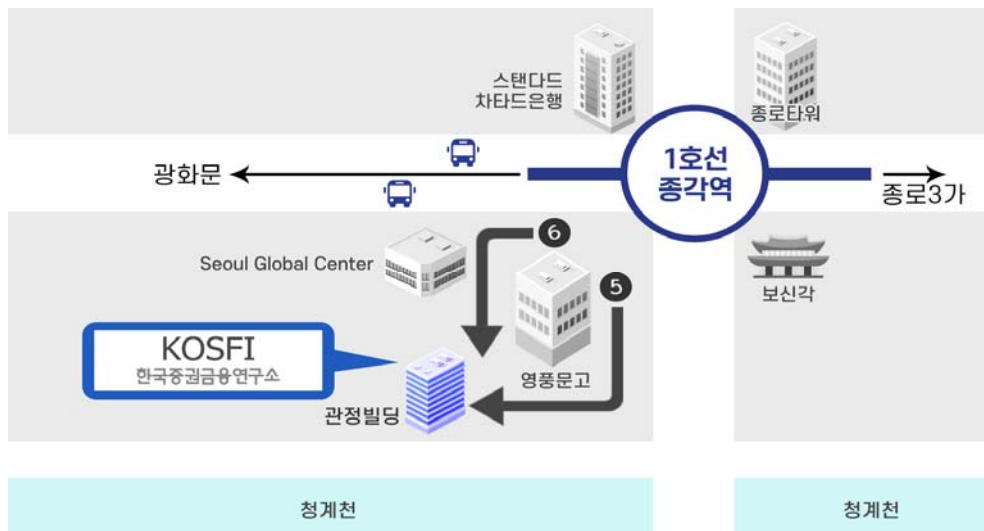 스탠다드
차타드은행
종로타워
광화문
1호선
종각역
종로3가
6
Seoul Global Center
5
보신각
KOSFI
한국증권금융연구소
영풍문고
관정빌딩
청계천
청계천